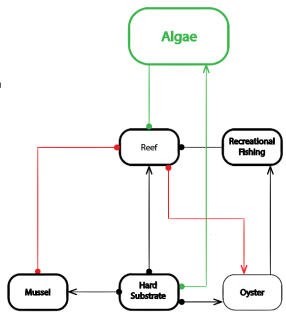 Algae
Reef
Recreational
Fishing
Mussel
Hard
Substrate
Oyster